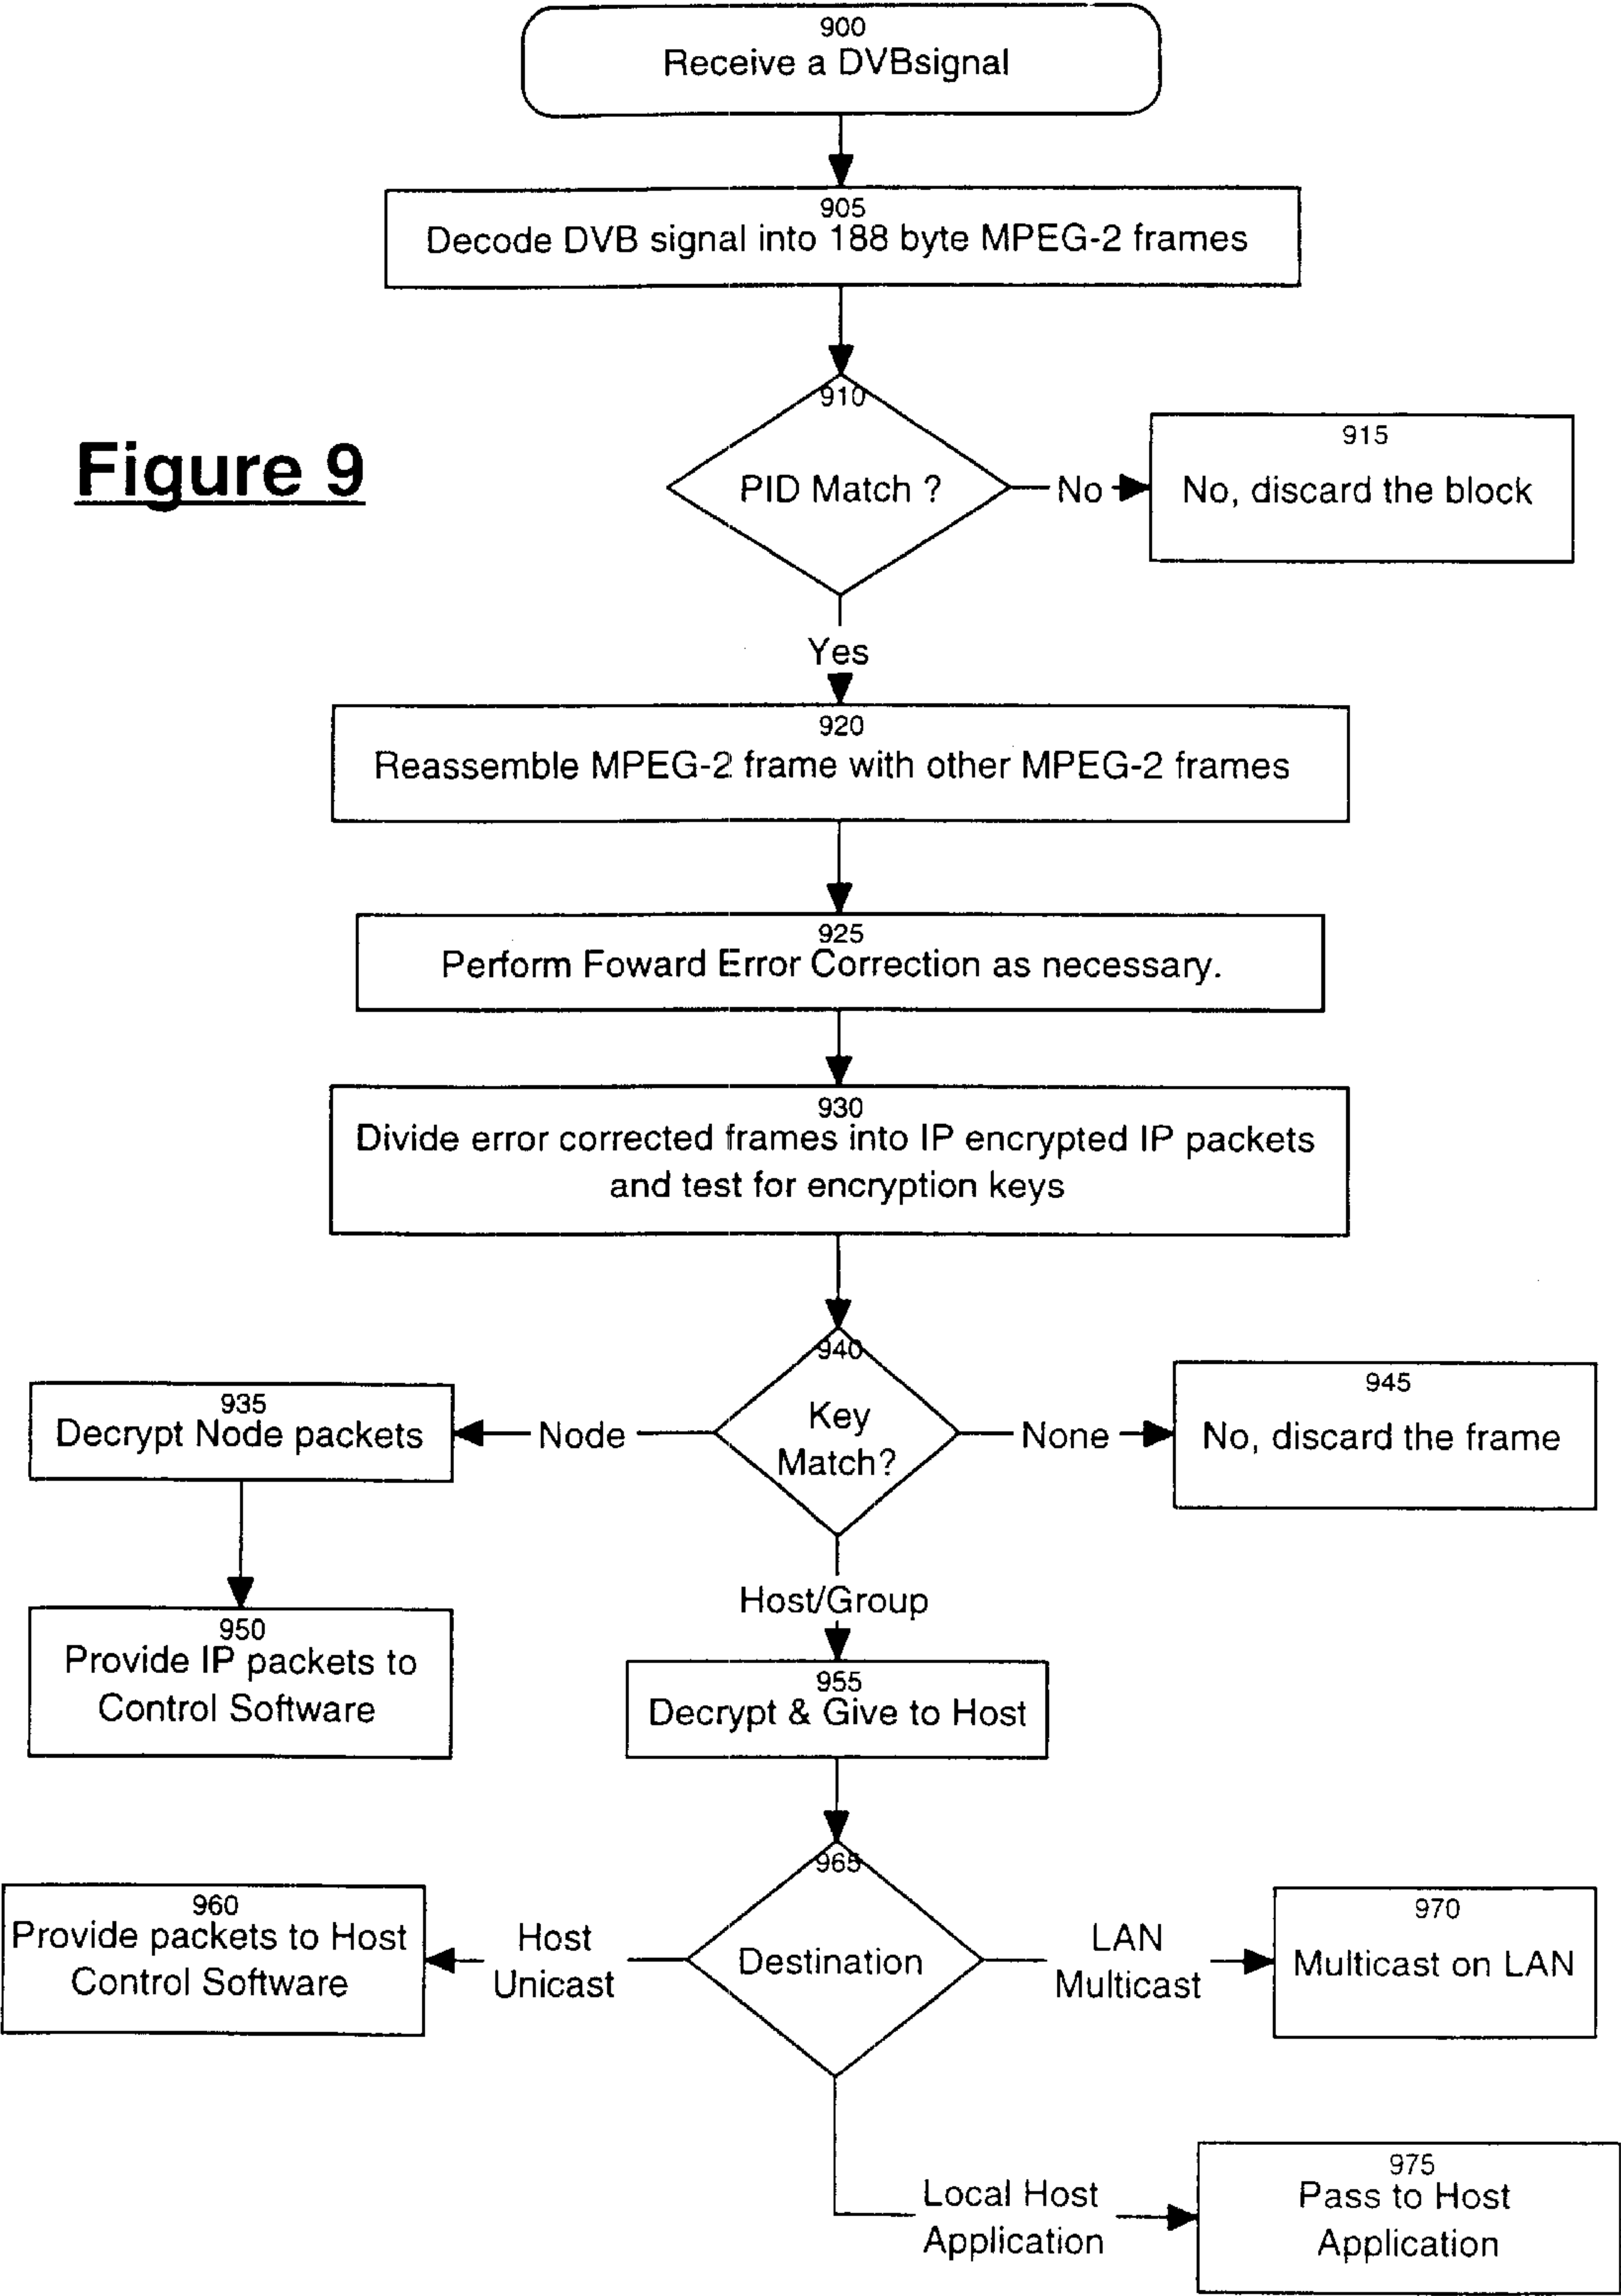 900
Receive a DVBsignal
905
Decode DVB signal into 188 byte MPEG-2 frames
910
PID Match ?
No
915
No, discard the block
Figure 9
Yes
920
Reassemble MPEG-2 frame with other MPEG-2 frames
925
Perform Foward Error Correction as necessary.
930
Divide error corrected frames into IP encrypted IP packets
and test for encryption keys
940
Key
Match?
Node
935
Decrypt Node packets
None
945
No, discard the frame
950
Provide IP packets to
Control Software
Host/Group
955
Decrypt & Give to Host
965
Destination
Host
Unicast
960
Provide packets to Host
Control Software
LAN
Multicast
970
Multicast on LAN
Local Host
Application
975
Pass to Host
Application